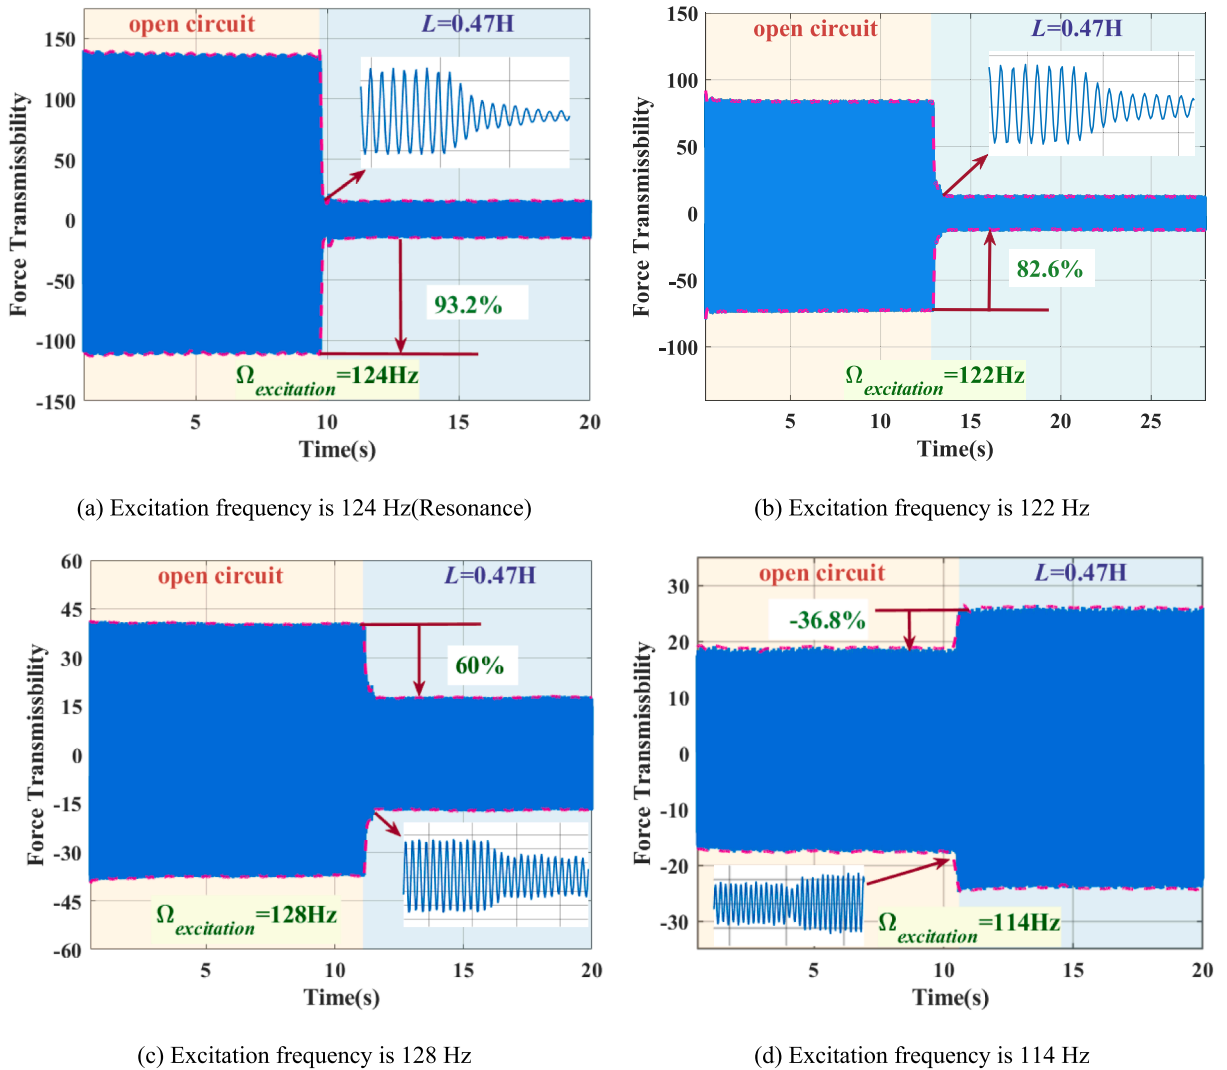 open circuit
L=0.47H
150
100
50
0
-50
-100
-150
Force Transmissbility
93.2%
Ωexcitation=124Hz
5
10
15
20
Time(s)
(a) Excitation frequency is 124 Hz(Resonance)
open circuit
L=0.47H
150
100
50
0
-50
-100
Force Transmissbility
82.6%
Ωexcitation=122Hz
5
10
15
20
25
Time(s)
(b) Excitation frequency is 122 Hz
open circuit
L=0.47H
60
45
30
15
0
-15
-30
-45
-60
Force Transmissbility
60%
Ωexcitation=128Hz
5
10
15
20
Time(s)
(c) Excitation frequency is 128 Hz
open circuit
L=0.47H
30
20
10
0
-10
-20
-30
Force Transmissbility
-36.8%
Ωexcitation=114Hz
5
10
15
20
Time(s)
(d) Excitation frequency is 114 Hz